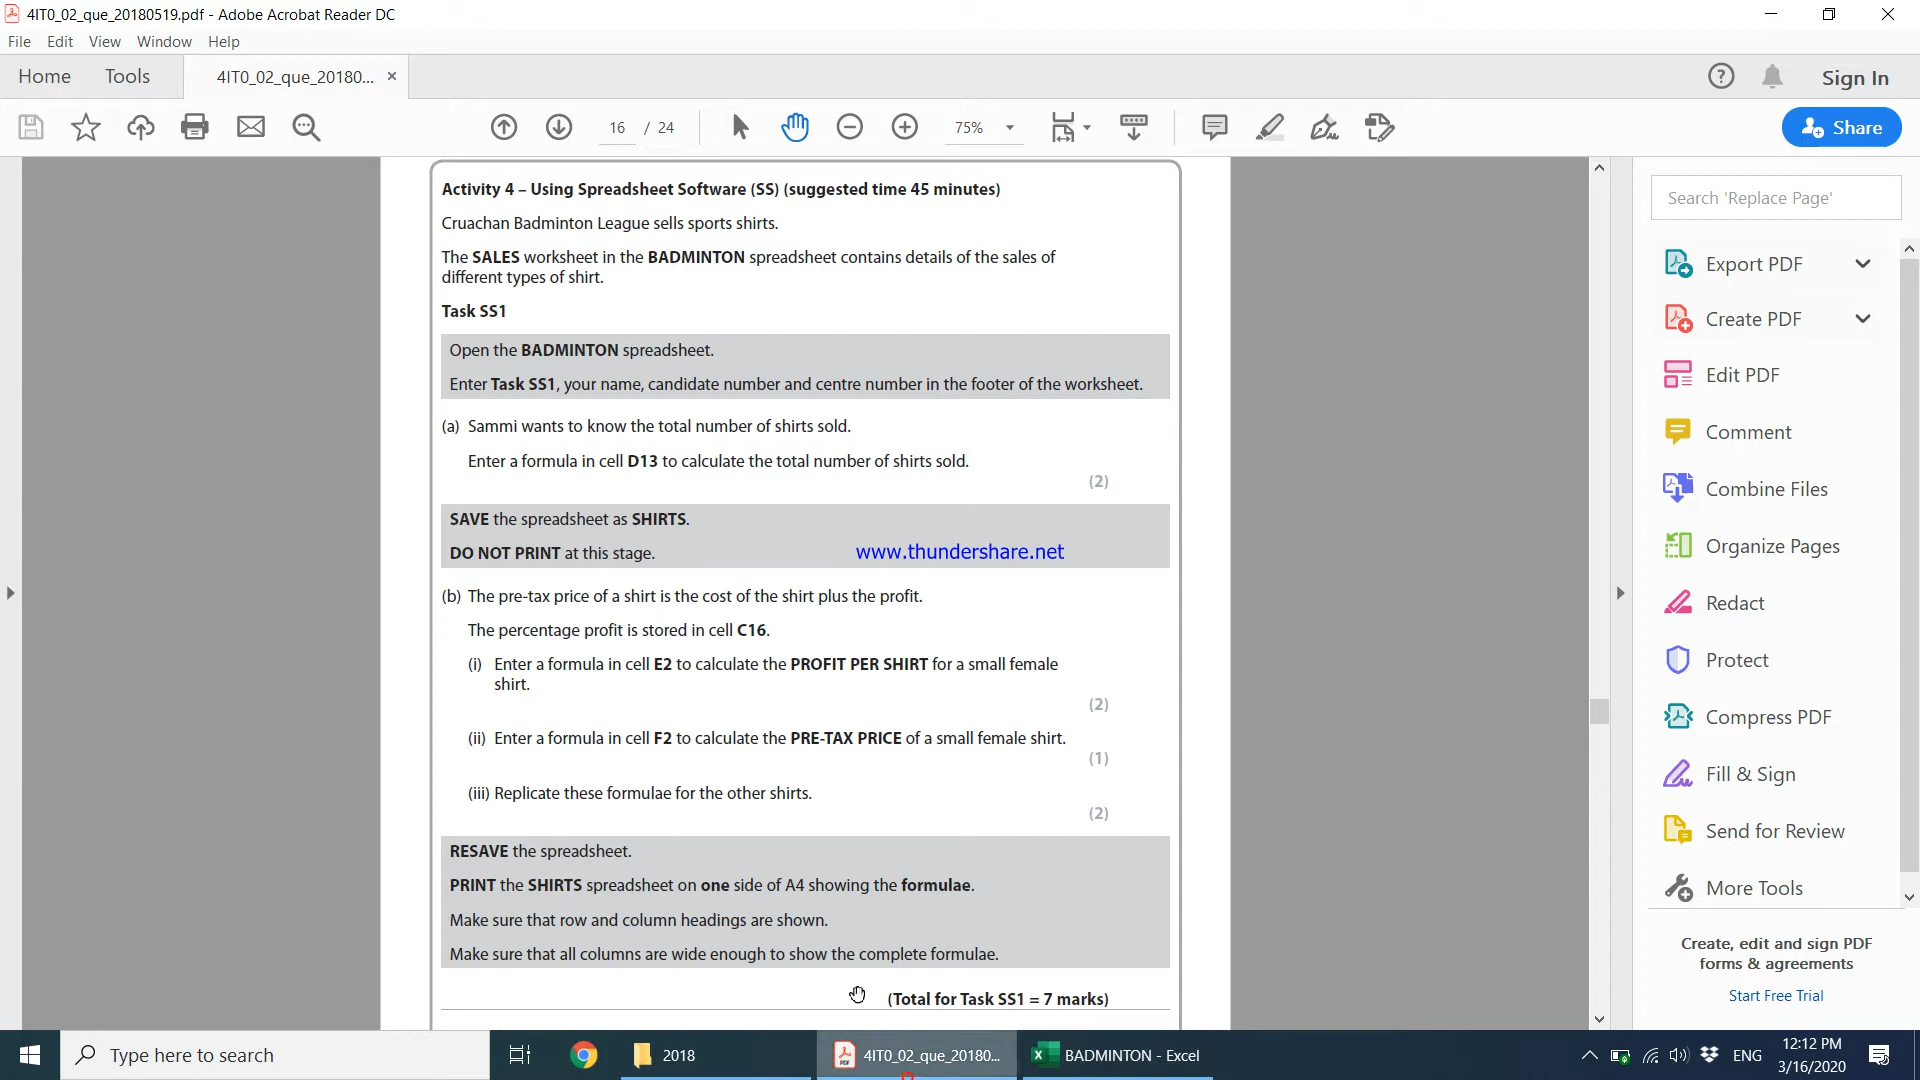 4IT0_02_que_20180519.pdf - Adobe Acrobat Reader DC
File Edit View Window Help
Home Tools 4IT0_02_que_20180... ×
Sign In
16 / 24 75%
Share
Activity 4 – Using Spreadsheet Software (SS) (suggested time 45 minutes)
Cruachan Badminton League sells sports shirts.
The SALES worksheet in the BADMINTON spreadsheet contains details of the sales of
different types of shirt.
Task SS1
Open the BADMINTON spreadsheet.
Enter Task SS1, your name, candidate number and centre number in the footer of the worksheet.
(a) Sammi wants to know the total number of shirts sold.
Enter a formula in cell D13 to calculate the total number of shirts sold.
(2)
SAVE the spreadsheet as SHIRTS.
DO NOT PRINT at this stage.
www.thundershare.net
(b) The pre-tax price of a shirt is the cost of the shirt plus the profit.
The percentage profit is stored in cell C16.
(i) Enter a formula in cell E2 to calculate the PROFIT PER SHIRT for a small female
shirt.
(2)
(ii) Enter a formula in cell F2 to calculate the PRE-TAX PRICE of a small female shirt.
(1)
(iii) Replicate these formulae for the other shirts.
(2)
RESAVE the spreadsheet.
PRINT the SHIRTS spreadsheet on one side of A4 showing the formulae.
Make sure that row and column headings are shown.
Make sure that all columns are wide enough to show the complete formulae.
(Total for Task SS1 = 7 marks)
Search 'Replace Page'
Export PDF
Create PDF
Edit PDF
Comment
Combine Files
Organize Pages
Redact
Protect
Compress PDF
Fill & Sign
Send for Review
More Tools
Create, edit and sign PDF
forms & agreements
Start Free Trial
Type here to search
2018
4IT0_02_que_20180...
BADMINTON - Excel
ENG
12:12 PM
3/16/2020